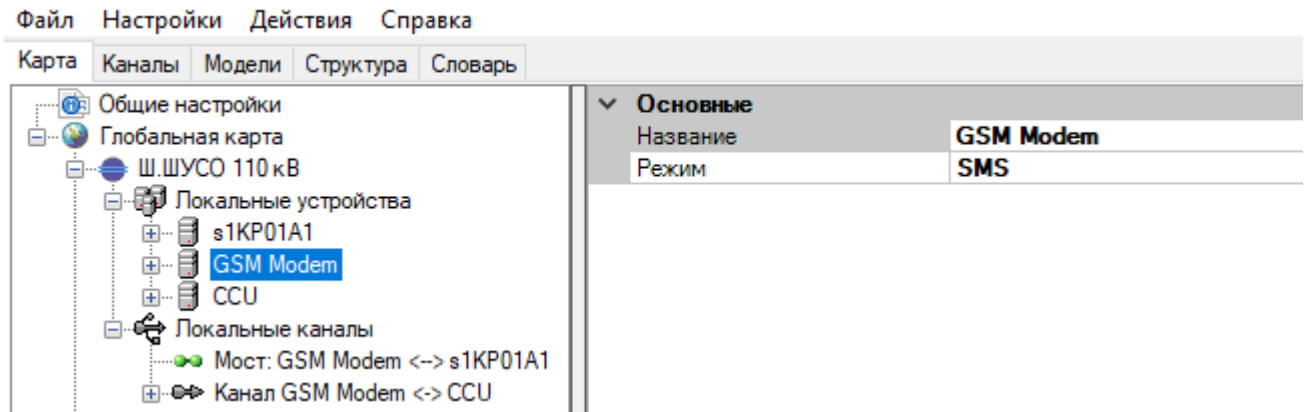 Файл Настройки Действия Справка
Карта Каналы Модели Структура Словарь
Общие настройки
Глобальная карта
Ш.ШУСО 110 кВ
Локальные устройства
s1KP01A1
GSM Modem
CCU
Локальные каналы
Мост: GSM Modem <--> s1KP01A1
Канал GSM Modem <-> CCU
Основные
Название GSM Modem
Режим SMS